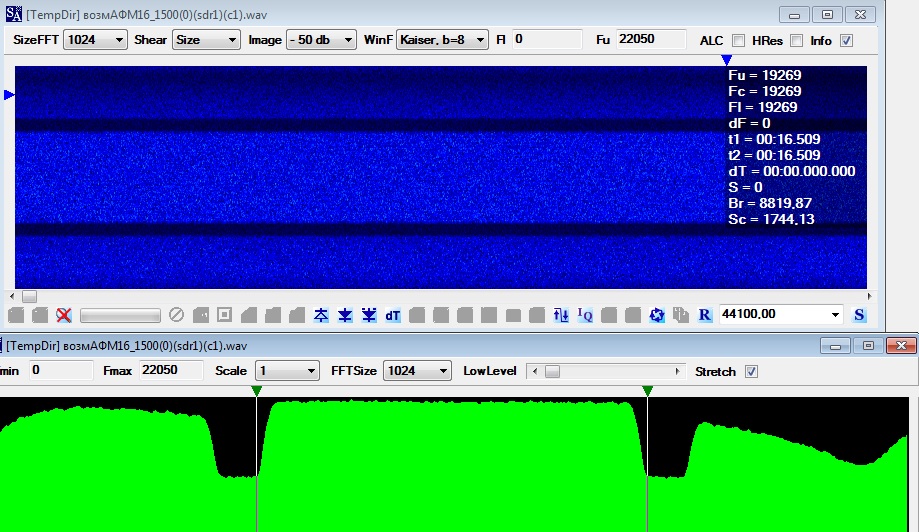 SA [TempDir] возмАФМ16_1500(0)(sdr1)(c1).wav
SizeFFT 1024 Shear Size Image - 50 db WinF Kaiser, b=8 Fl 0 Fu 22050 ALC HRes Info
Fu = 19269
Fc = 19269
Fl = 19269
dF = 0
t1 = 00:16.509
t2 = 00:16.509
dT = 00:00.000.000
S = 0
Br = 8819,87
Sc = 1744,13
dT IQ R 44100,00 S
[TempDir] возмАФМ16_1500(0)(sdr1)(c1).wav
min 0 Fmax 22050 Scale 1 FFTSize 1024 LowLevel Stretch